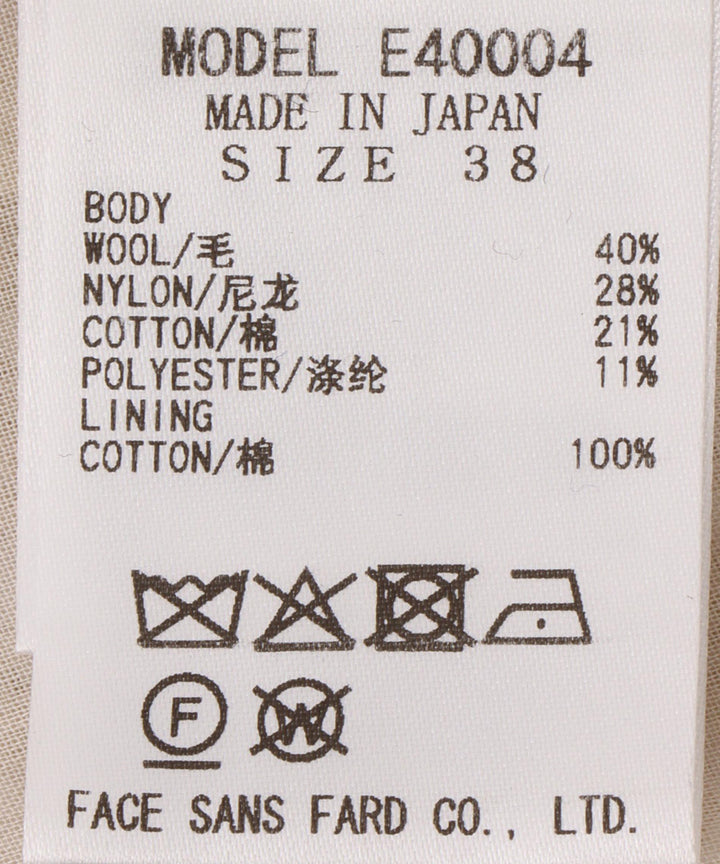 MODEL E40004
MADE IN JAPAN
SIZE 38
BODY
WOOL/毛 40%
NYLON/尼龙 28%
COTTON/棉 21%
POLYESTER/涤纶 11%
LINING
COTTON/棉 100%
F W
FACE SANS FARD CO., LTD.